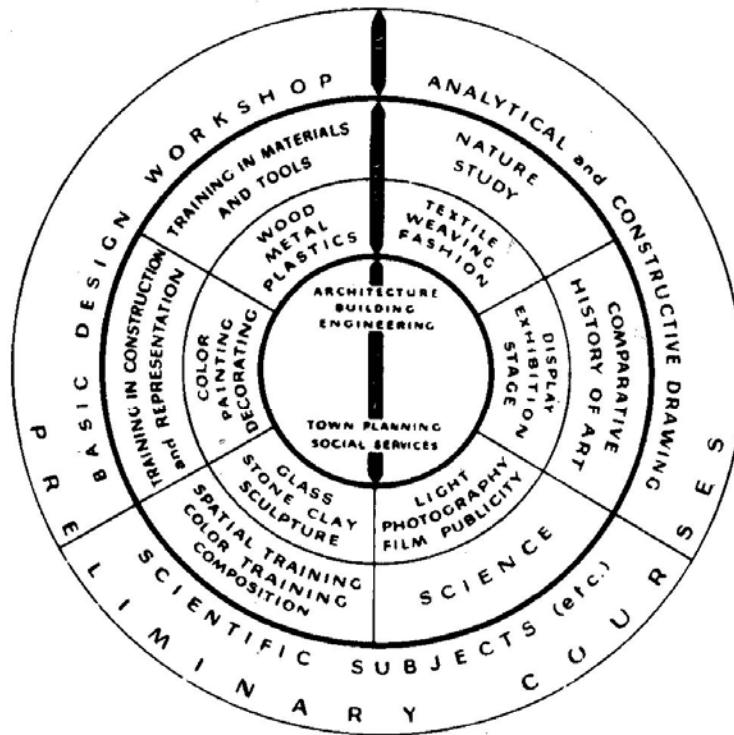 BASIC DESIGN WORKSHOP
ANALYTICAL and CONSTRUCTIVE DRAWING
SCIENTIFIC SUBJECTS (etc.)
PRELIMINARY COURSES
TRAINING IN MATERIALS
AND TOOLS
NATURE
STUDY
COMPARATIVE
HISTORY OF ART
SCIENCE
SPATIAL TRAINING
COLOR TRAINING
COMPOSITION
TRAINING IN CONSTRUCTION
and REPRESENTATION
WOOD
METAL
PLASTICS
TEXTILE
WEAVING
FASHION
DISPLAY
EXHIBITION
STAGE
LIGHT
PHOTOGRAPHY
FILM PUBLICITY
GLASS
STONE CLAY
SCULPTURE
COLOR
PAINTING
DECORATING
ARCHITECTURE
BUILDING
ENGINEERING
TOWN PLANNING
SOCIAL SERVICES